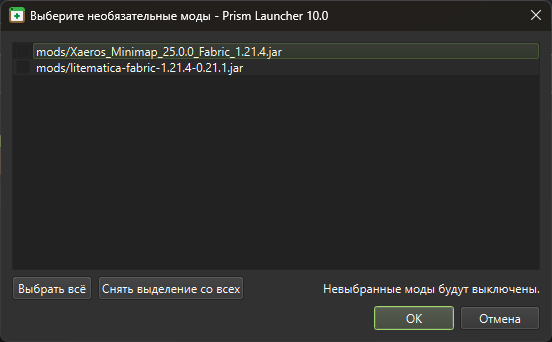 Выберите необязательные моды - Prism Launcher 10.0
mods/Xaeros_Minimap_25.0.0_Fabric_1.21.4.jar
mods/litematica-fabric-1.21.4-0.21.1.jar
Выбрать всё
Снять выделение со всех
Невыбранные моды будут выключены.
OK
Отмена